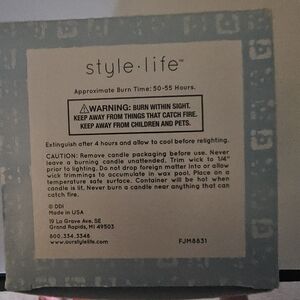 style·life™
Approximate Burn Time: 50-55 Hours.
⚠WARNING: BURN WITHIN SIGHT.
KEEP AWAY FROM THINGS THAT CATCH FIRE.
KEEP AWAY FROM CHILDREN AND PETS.
Extinguish after 4 hours and allow to cool before relighting.
CAUTION: Remove candle packaging before use. Never
leave a burning candle unattended. Trim wick to 1/4"
prior to lighting. Do not drop foreign matter into or allow
wick trimmings to accumulate in wax pool. Place on a
temperature safe surface. Container will be hot when
candle is lit. Never burn a candle near anything that can
catch fire.
© DDI
Made in USA
19 La Grave Ave, SE
Grand Rapids, MI 49503
800.334.3348
www.ourstylelife.com
FJM8831